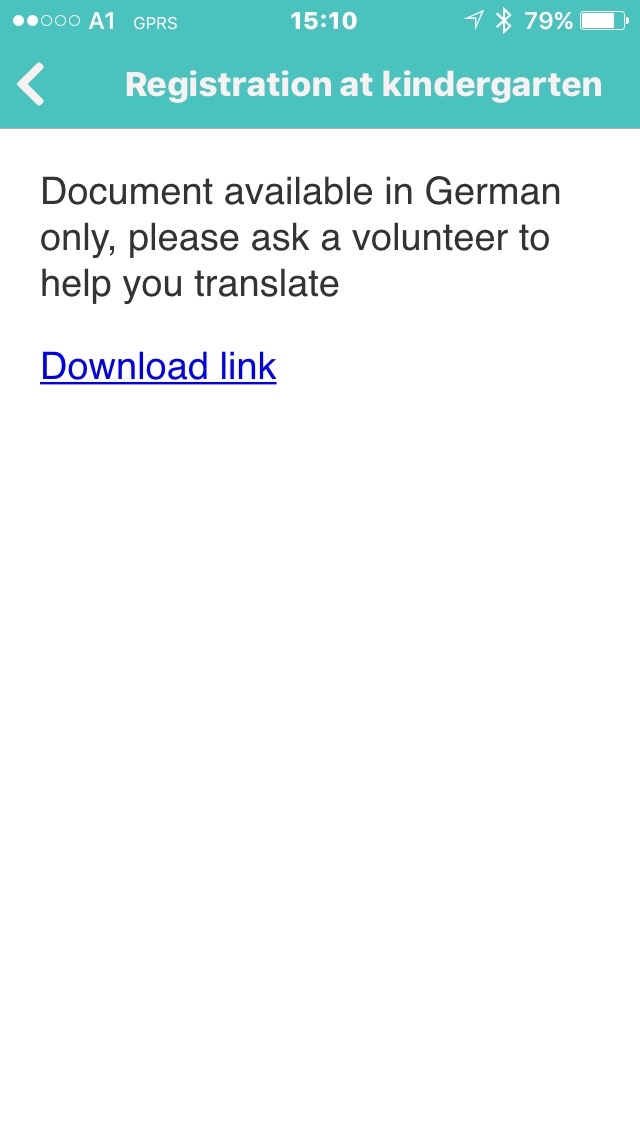 A1 GPRS 15:10 79%
Registration at kindergarten
Document available in German
only, please ask a volunteer to
help you translate
Download link